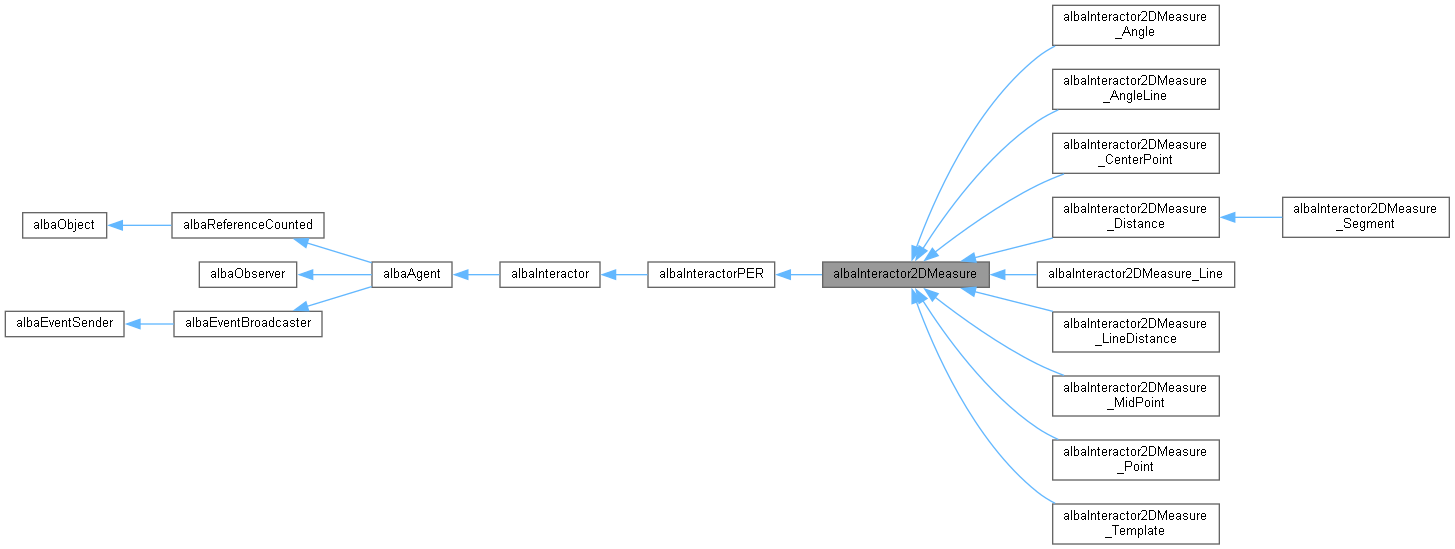 albaInteractor2DMeasure
_Angle
albaInteractor2DMeasure
_AngleLine
albaInteractor2DMeasure
_CenterPoint
albaInteractor2DMeasure
_Distance
albaInteractor2DMeasure
_Segment
albaObject
albaReferenceCounted
albaObserver
albaAgent
albaInteractor
albaInteractorPER
albaInteractor2DMeasure
albaInteractor2DMeasure_Line
albaEventSender
albaEventBroadcaster
albaInteractor2DMeasure
_LineDistance
albaInteractor2DMeasure
_MidPoint
albaInteractor2DMeasure
_Point
albaInteractor2DMeasure
_Template